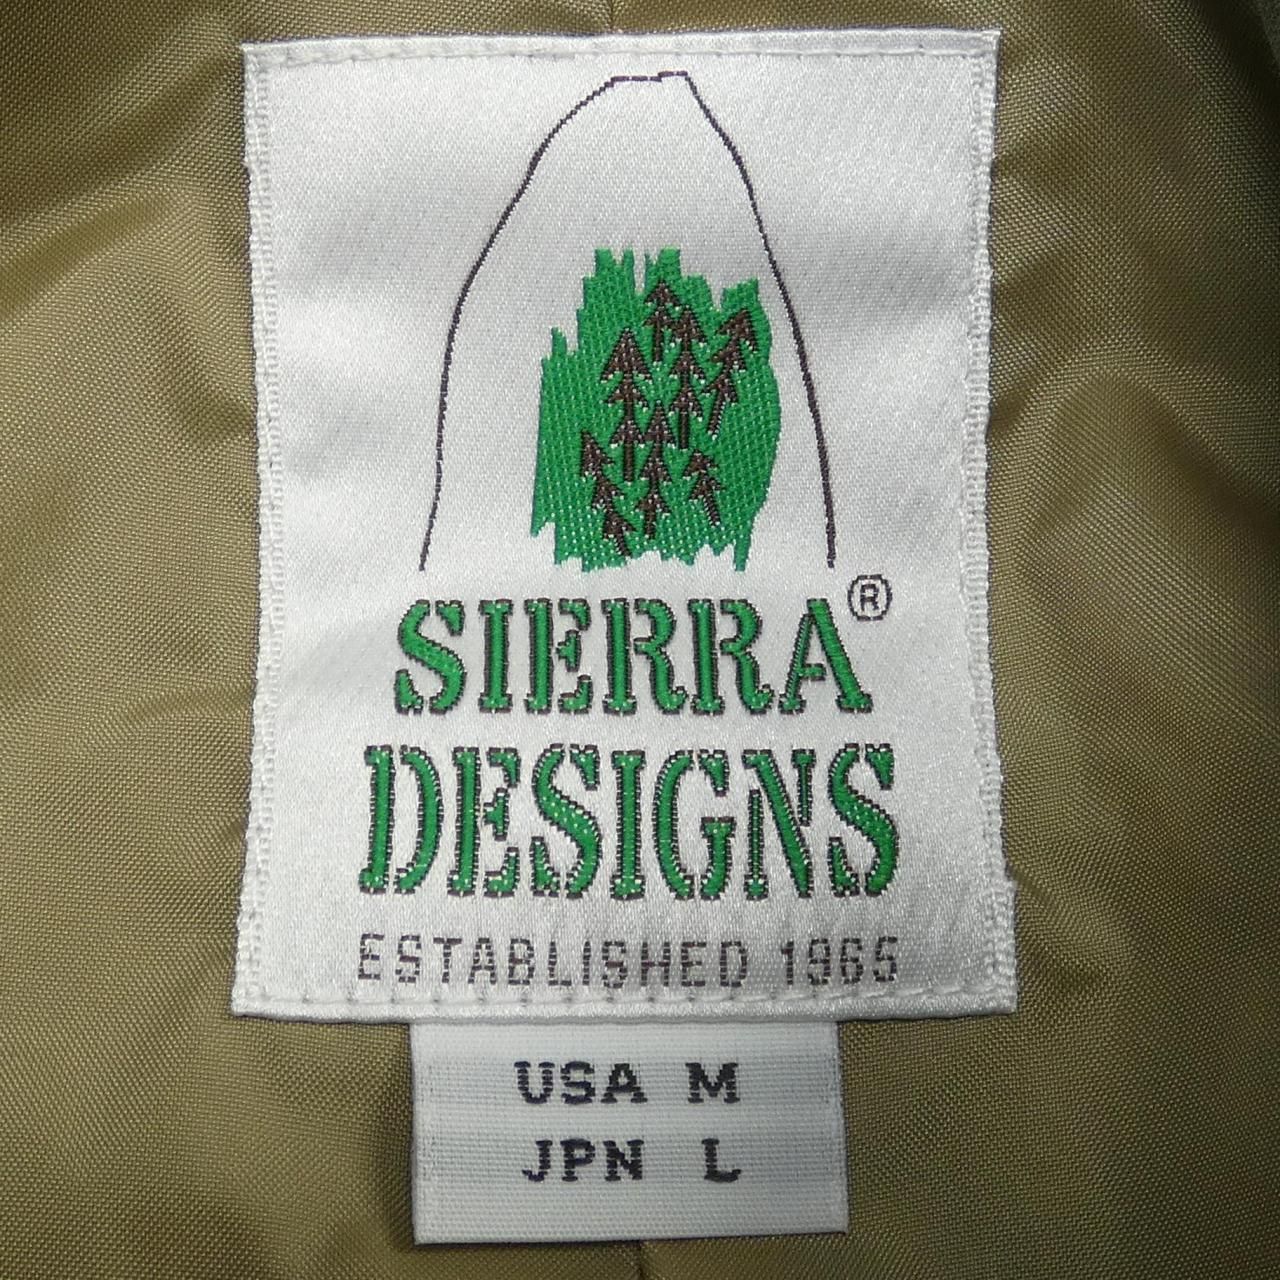 SIERRA®
DESIGNS
ESTABLISHED 1965
USA M
JPN L